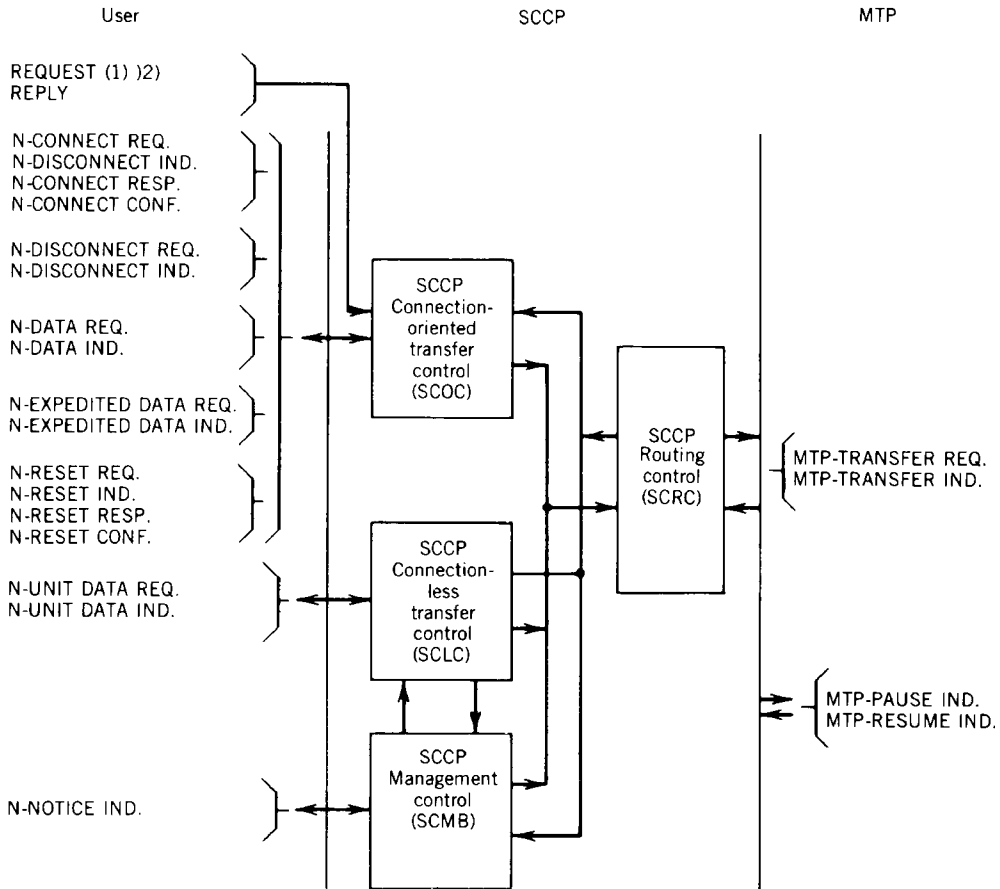 User
SCCP
MTP
REQUEST (1) )2)
REPLY
N-CONNECT REQ.
N-DISCONNECT IND.
N-CONNECT RESP.
N-CONNECT CONF.
N-DISCONNECT REQ.
N-DISCONNECT IND.
N-DATA REQ.
N-DATA IND.
N-EXPEDITED DATA REQ.
N-EXPEDITED DATA IND.
N-RESET REQ.
N-RESET IND.
N-RESET RESP.
N-RESET CONF.
N-UNIT DATA REQ.
N-UNIT DATA IND.
N-NOTICE IND.
SCCP
Connection-
oriented
transfer
control
(SCOC)
SCCP
Connection-
less
transfer
control
(SCLC)
SCCP
Management
control
(SCMB)
SCCP
Routing
control
(SCRC)
MTP-TRANSFER REQ.
MTP-TRANSFER IND.
MTP-PAUSE IND.
MTP-RESUME IND.